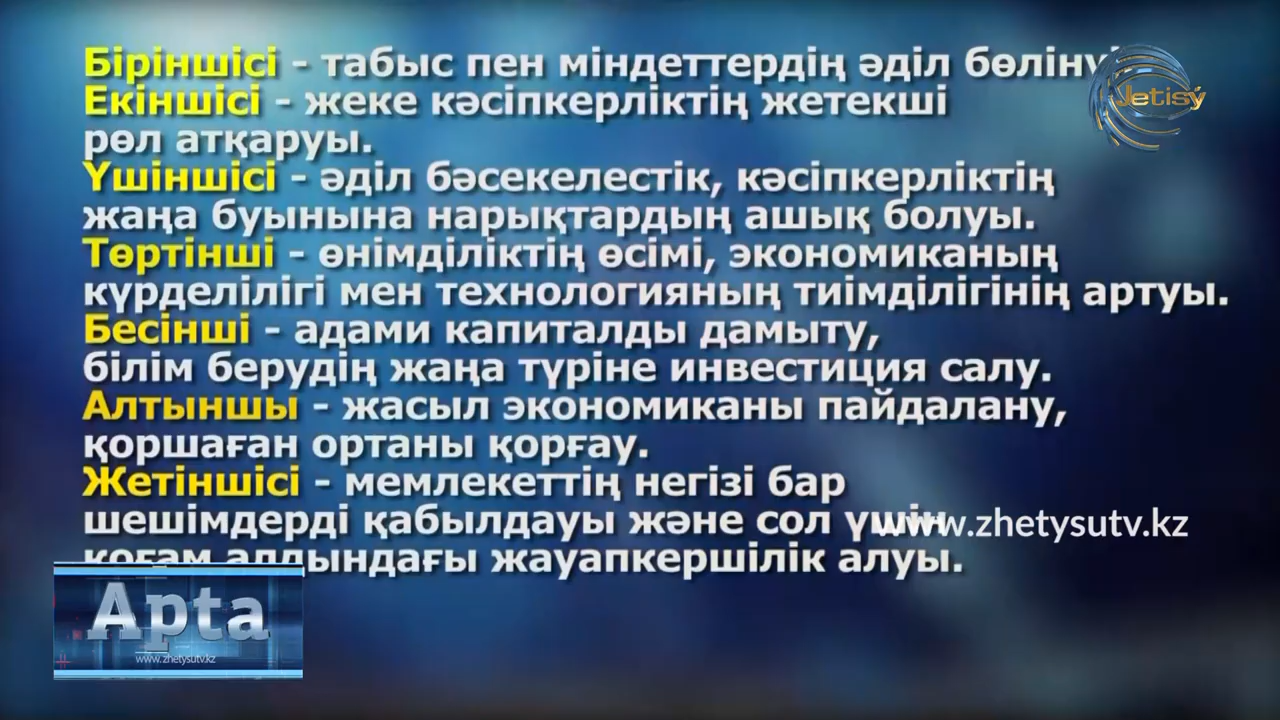 Біріншісі - табыс пен міндеттердің әділ
Jetisý
Екіншісі - жеке кәсіпкерліктің жетекші
рөл атқаруы.
Үшіншісі - әділ бәсекелестік, кәсіпкерліктің
жаңа буынына нарықтардың ашық болуы.
Төртінші - өнімділіктің өсімі, экономиканың
күрделілігі мен технологияның тиімділігінің артуы.
Бесінші - адами капиталды дамыту,
білім берудің жаңа түріне инвестиция салу.
Алтыншы - жасыл экономиканы пайдалану,
қоршаған ортаны қорғау.
Жетіншісі - мемлекеттің негізі бар
шешімдерді қабылдауы және сол үшін
www.zhetysutv.kz
қоғам алдындағы жауапкершілік алуы.
Apta
www.zhetysutv.kz